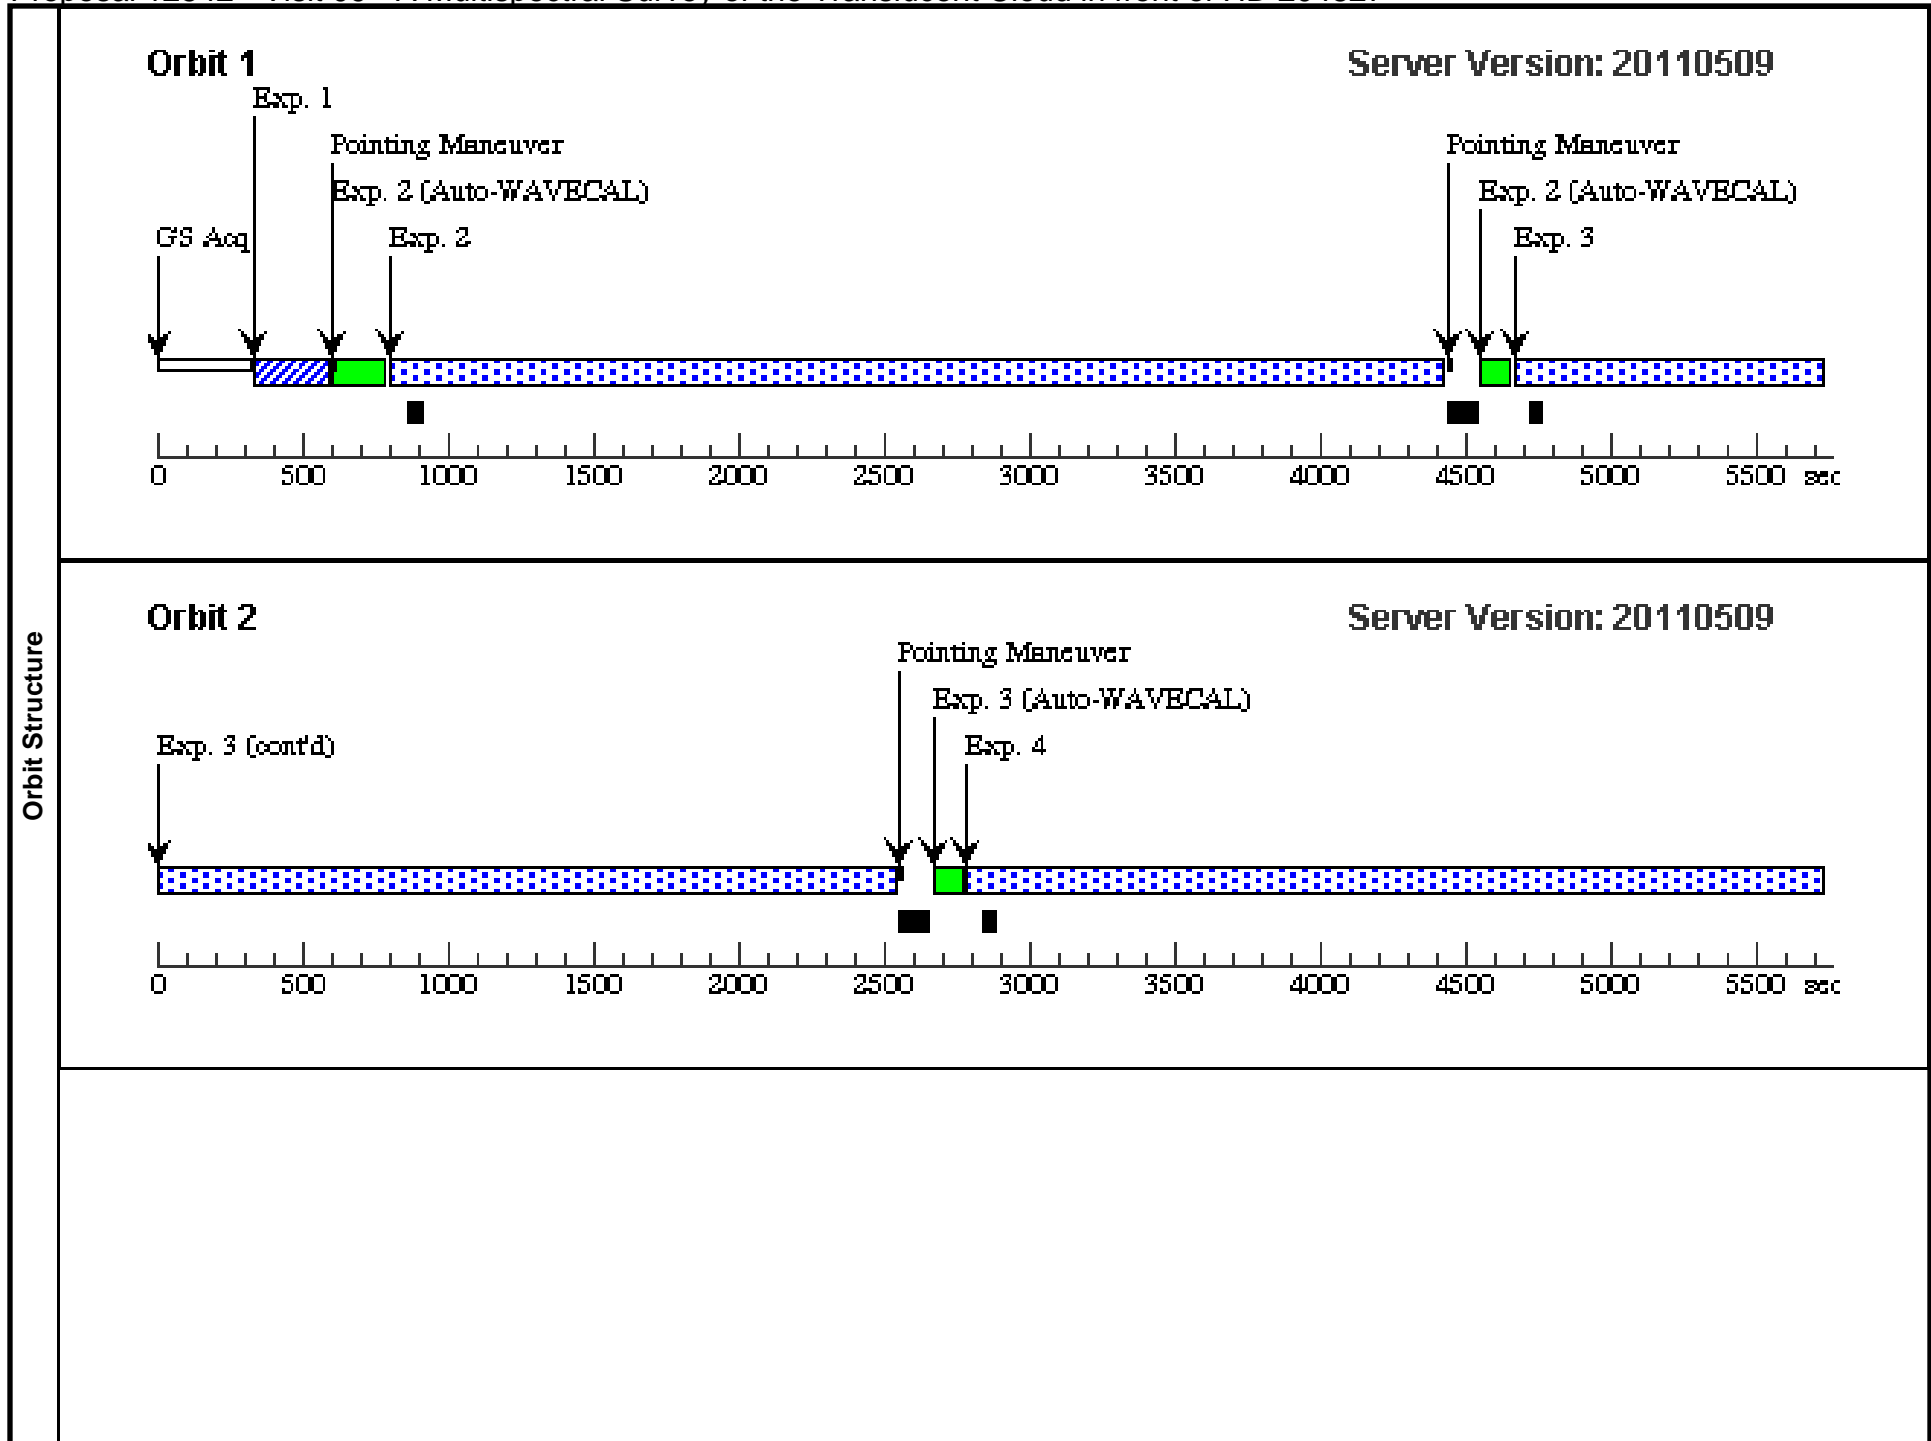 Orbit Structure
Orbit 1
Server Version: 20110509
Exp. 1
Pointing Maneuver
Pointing Maneuver
Exp. 2 (Auto-WAVECAL)
Exp. 2 (Auto-WAVECAL)
GS Acq
Exp. 2
Exp. 3
0 500 1000 1500 2000 2500 3000 3500 4000 4500 5000 5500 sec
Orbit 2
Server Version: 20110509
Pointing Maneuver
Exp. 3 (Auto-WAVECAL)
Exp. 3 (cont'd)
Exp. 4
0 500 1000 1500 2000 2500 3000 3500 4000 4500 5000 5500 sec